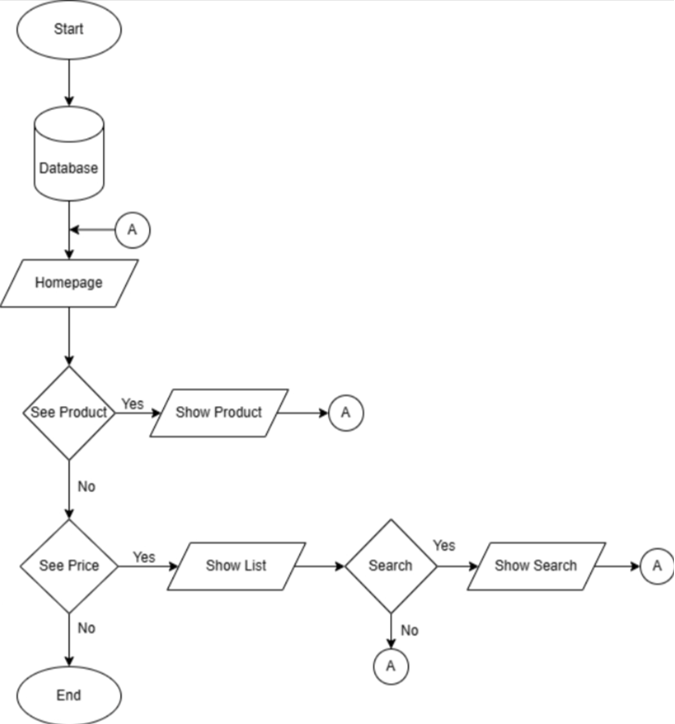 Start
Database
A
Homepage
See Product
Yes
Show Product
A
No
See Price
Yes
Show List
Search
Yes
Show Search
A
No
A
No
End